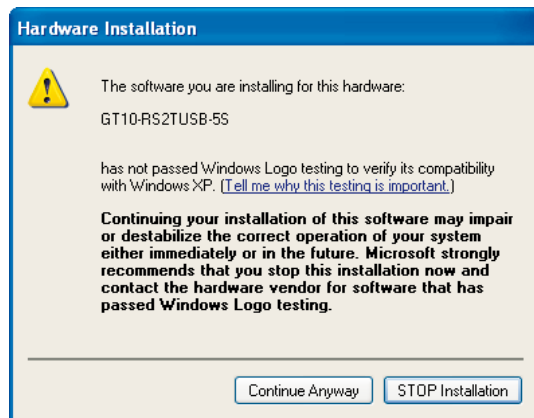 Hardware Installation
The software you are installing for this hardware:
GT10-RS2TUSB-5S
has not passed Windows Logo testing to verify its compatibility
with Windows XP. (Tell me why this testing is important.)
Continuing your installation of this software may impair
or destabilize the correct operation of your system
either immediately or in the future. Microsoft strongly
recommends that you stop this installation now and
contact the hardware vendor for software that has
passed Windows Logo testing.
Continue Anyway STOP Installation